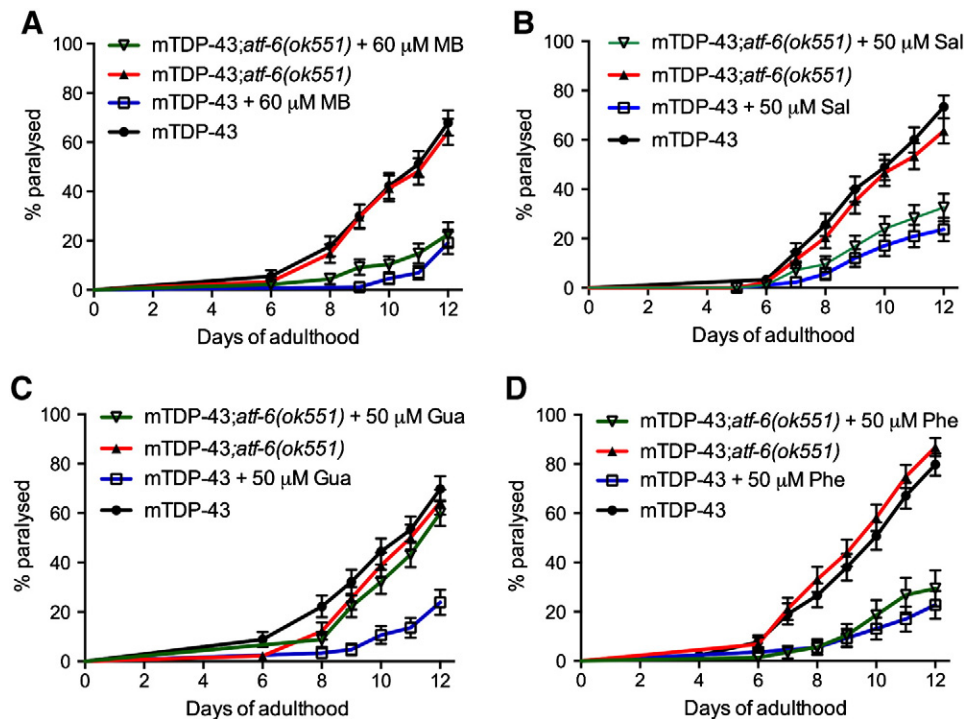 A
mTDP-43;atf-6(ok551) + 60 μM MB
mTDP-43;atf-6(ok551)
mTDP-43 + 60 μM MB
mTDP-43
% paralysed
100
80
60
40
20
0
0 2 4 6 8 10 12
Days of adulthood
B
mTDP-43;atf-6(ok551) + 50 μM Sal
mTDP-43;atf-6(ok551)
mTDP-43 + 50 μM Sal
mTDP-43
% paralysed
100
80
60
40
20
0
0 2 4 6 8 10 12
Days of adulthood
C
mTDP-43;atf-6(ok551) + 50 μM Gua
mTDP-43;atf-6(ok551)
mTDP-43 + 50 μM Gua
mTDP-43
% paralysed
100
80
60
40
20
0
0 2 4 6 8 10 12
Days of adulthood
D
mTDP-43;atf-6(ok551) + 50 μM Phe
mTDP-43;atf-6(ok551)
mTDP-43 + 50 μM Phe
mTDP-43
% paralysed
100
80
60
40
20
0
0 2 4 6 8 10 12
Days of adulthood